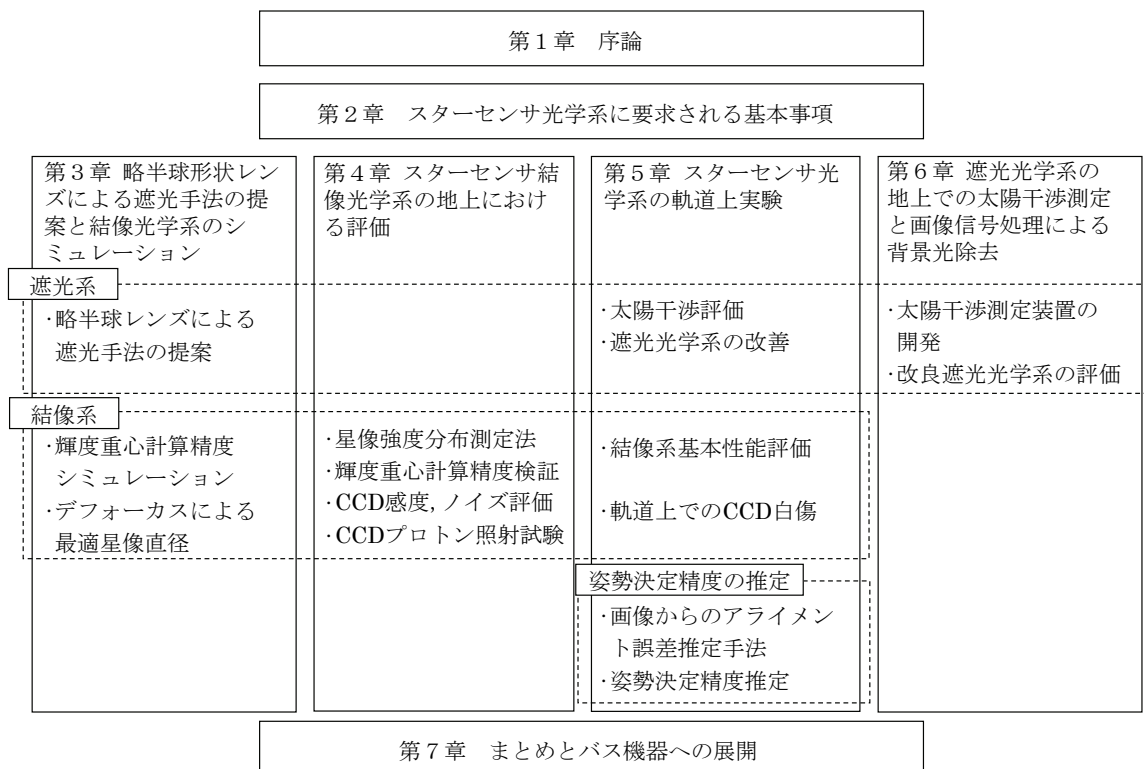 第１章　序論
第２章　スターセンサ光学系に要求される基本事項
第３章 略半球形状レン
ズによる遮光手法の提
案と結像光学系のシ
ミュレーション
第４章 スターセンサ結
像光学系の地上におけ
る評価
第５章 スターセンサ光
学系の軌道上実験
第６章 遮光光学系の
地上での太陽干渉測定
と画像信号処理による
背景光除去
遮光系
･略半球レンズによる
遮光手法の提案
･太陽干渉評価
･遮光光学系の改善
･太陽干渉測定装置の
開発
･改良遮光光学系の評価
結像系
･輝度重心計算精度
シミュレーション
･デフォーカスによる
最適星像直径
･星像強度分布測定法
･輝度重心計算精度検証
･CCD感度, ノイズ評価
･CCDプロトン照射試験
･結像系基本性能評価
･軌道上でのCCD白傷
姿勢決定精度の推定
･画像からのアライメン
ト誤差推定手法
･姿勢決定精度推定
第７章　まとめとバス機器への展開